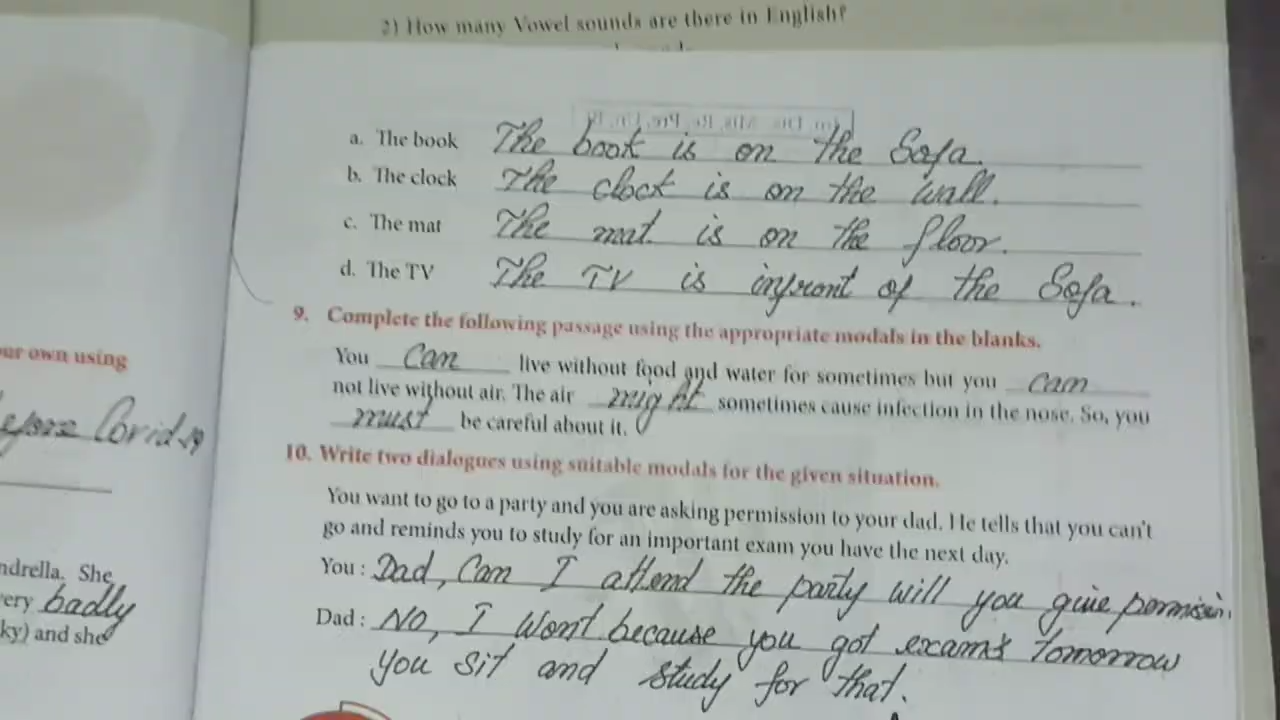 2) How many Vowel sounds are there in English?
a. The book The book is on the Sofa.
b. The clock The clock is on the wall.
c. The mat The mat is on the floor.
d. The TV The TV is infront of the Sofa.
9. Complete the following passage using the appropriate modals in the blanks.
You can live without food and water for sometimes but you can
not live without air. The air might sometimes cause infection in the nose. So, you
must be careful about it.
10. Write two dialogues using suitable modals for the given situation.
You want to go to a party and you are asking permission to your dad. He tells that you can't
go and reminds you to study for an important exam you have the next day.
You : Dad, Can I attend the party will you give
Dad : No, I Won't because you got exams tomorrow
you sit and study for that.
ur own using
Covid-19
ndrella. She
ery badly
ky) and she